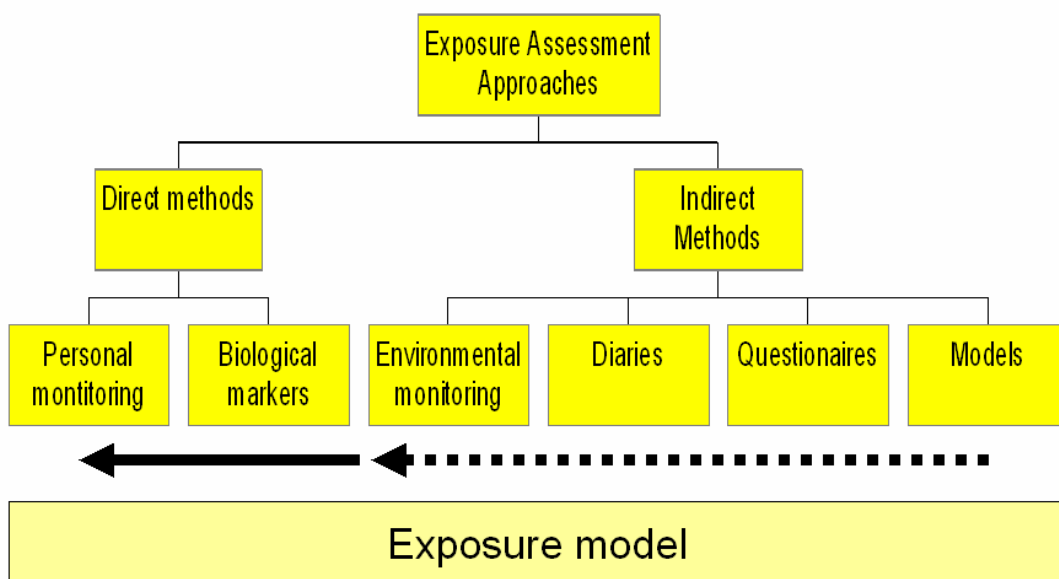 Exposure Assessment
Approaches
Direct methods
Indirect
Methods
Personal
montitoring
Biological
markers
Environmental
monitoring
Diaries
Questionaires
Models
Exposure model